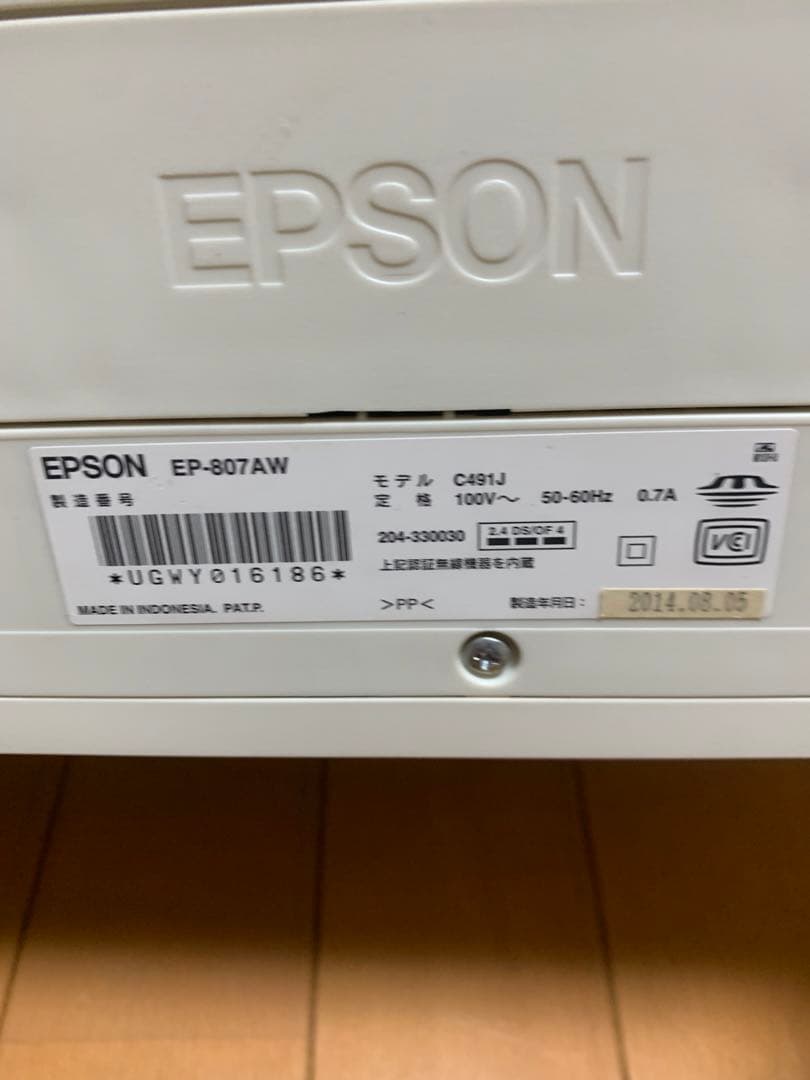 EPSON
EPSON EP-807AW
製造番号
*UGWY016186*
MADE IN INDONESIA. PAT.P.
モデル C491J
定格 100V～ 50-60Hz 0.7A
204-330030 2.4 DS/OF 4
上記認証無線機器を内蔵
>PP< 製造年月日： 2014.08.05
VCI